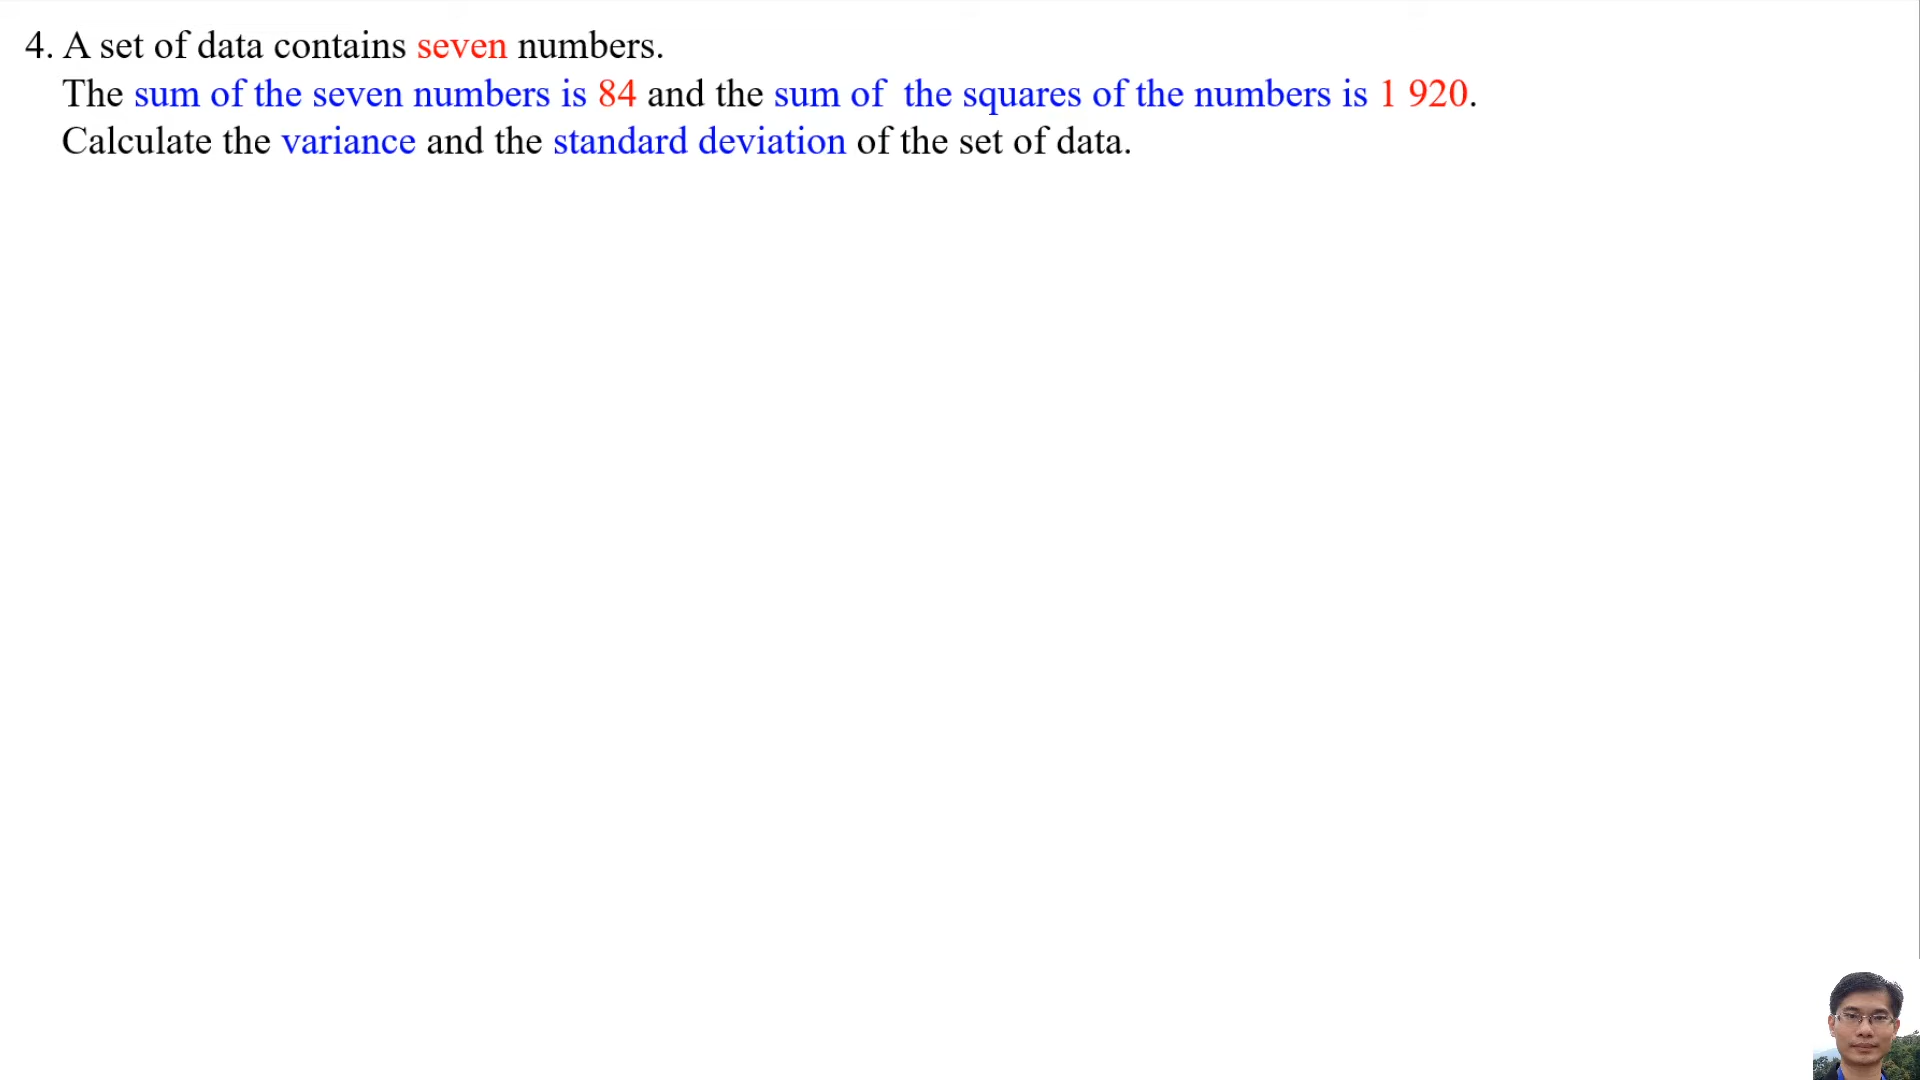 4. A set of data contains seven numbers.
The sum of the seven numbers is 84 and the sum of the squares of the numbers is 1 920.
Calculate the variance and the standard deviation of the set of data.